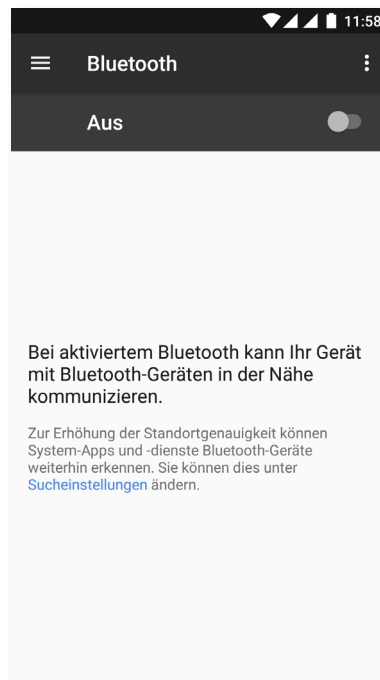 11:58
Bluetooth
Aus
Bei aktiviertem Bluetooth kann Ihr Gerät
mit Bluetooth-Geräten in der Nähe
kommunizieren.
Zur Erhöhung der Standortgenauigkeit können
System-Apps und -dienste Bluetooth-Geräte
weiterhin erkennen. Sie können dies unter
Sucheinstellungen ändern.